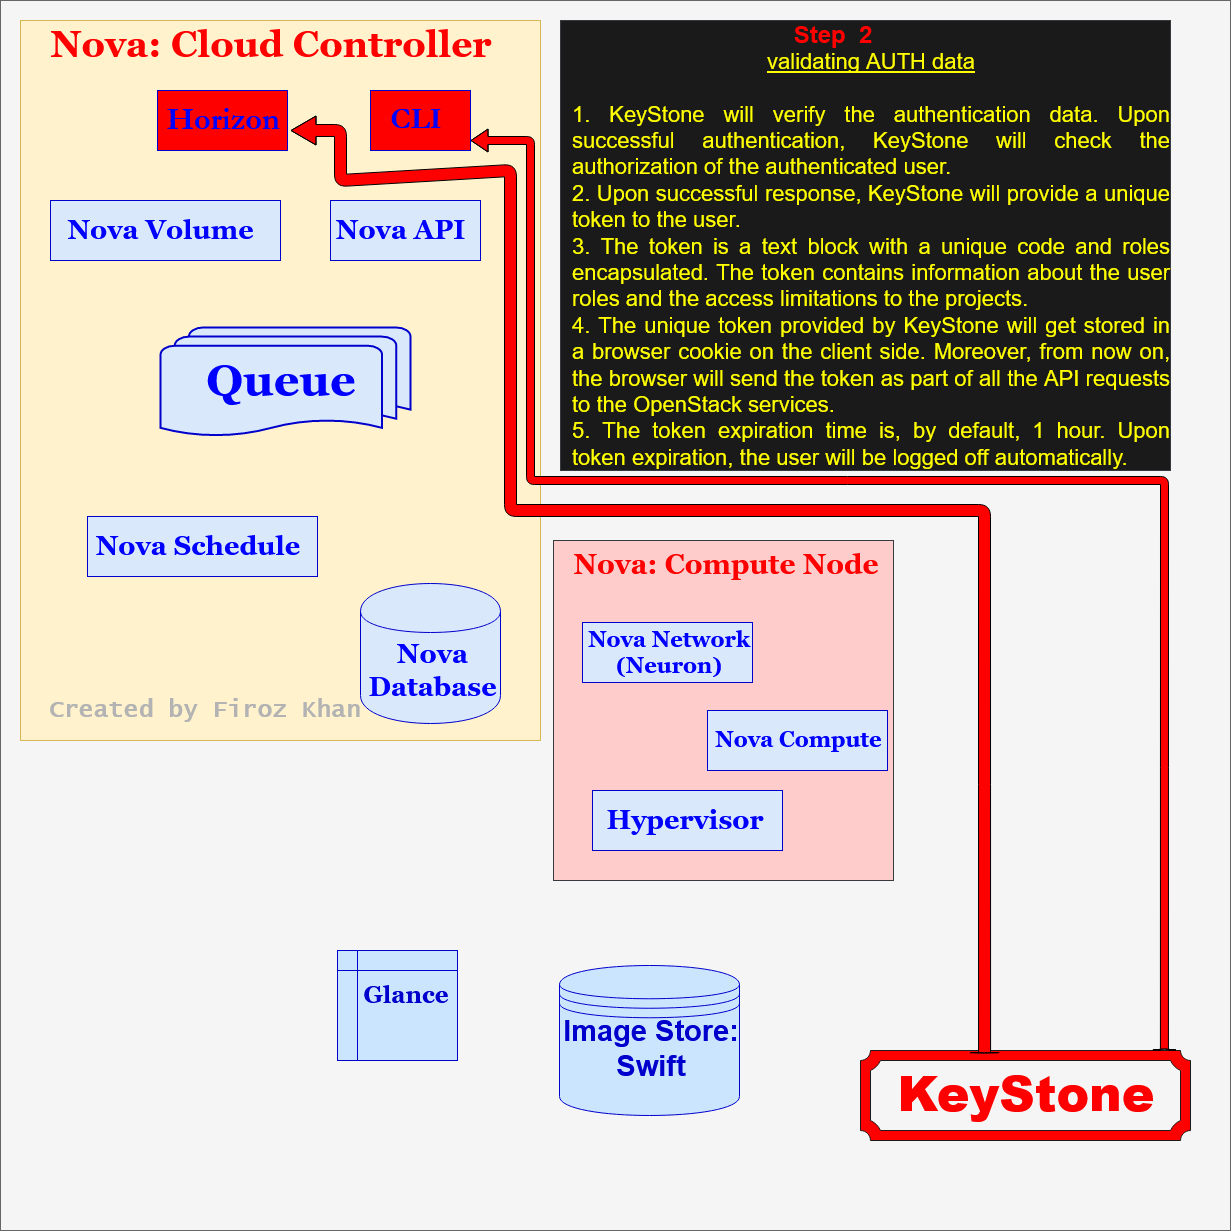 Nova: Cloud Controller
Horizon
CLI
Nova Volume
Nova API
Queue
Nova Schedule
Nova
Database
Created by Firoz Khan
Step 2
validating AUTH data
1. KeyStone will verify the authentication data. Upon
successful authentication, KeyStone will check the
authorization of the authenticated user.
2. Upon successful response, KeyStone will provide a unique
token to the user.
3. The token is a text block with a unique code and roles
encapsulated. The token contains information about the user
roles and the access limitations to the projects.
4. The unique token provided by KeyStone will get stored in
a browser cookie on the client side. Moreover, from now on,
the browser will send the token as part of all the API requests
to the OpenStack services.
5. The token expiration time is, by default, 1 hour. Upon
token expiration, the user will be logged off automatically.
Nova: Compute Node
Nova Network
(Neuron)
Nova Compute
Hypervisor
Glance
Image Store:
Swift
KeyStone